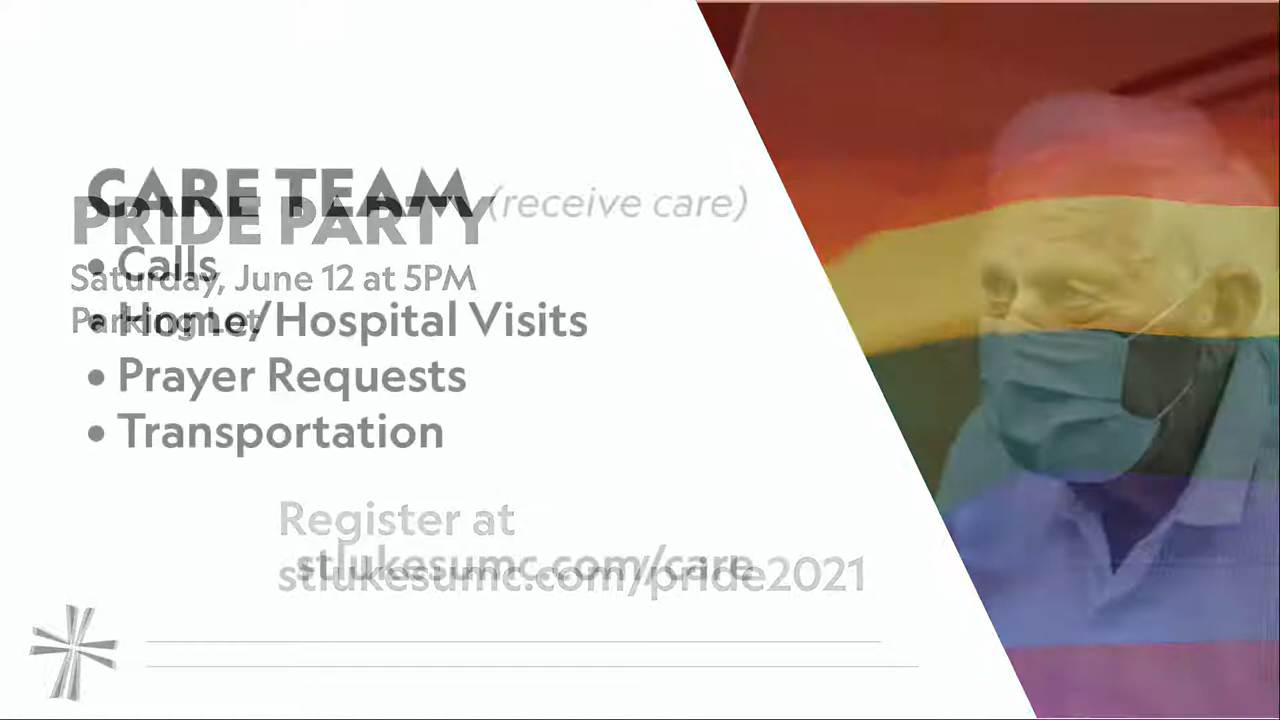 CARE TEAM (receive care)
PRIDE PARTY
• Calls
Saturday, June 12 at 5PM
• Home/Hospital Visits
Parking Lot
• Prayer Requests
• Transportation
Register at
stlukesumc.com/care
stlukesumc.com/pride2021